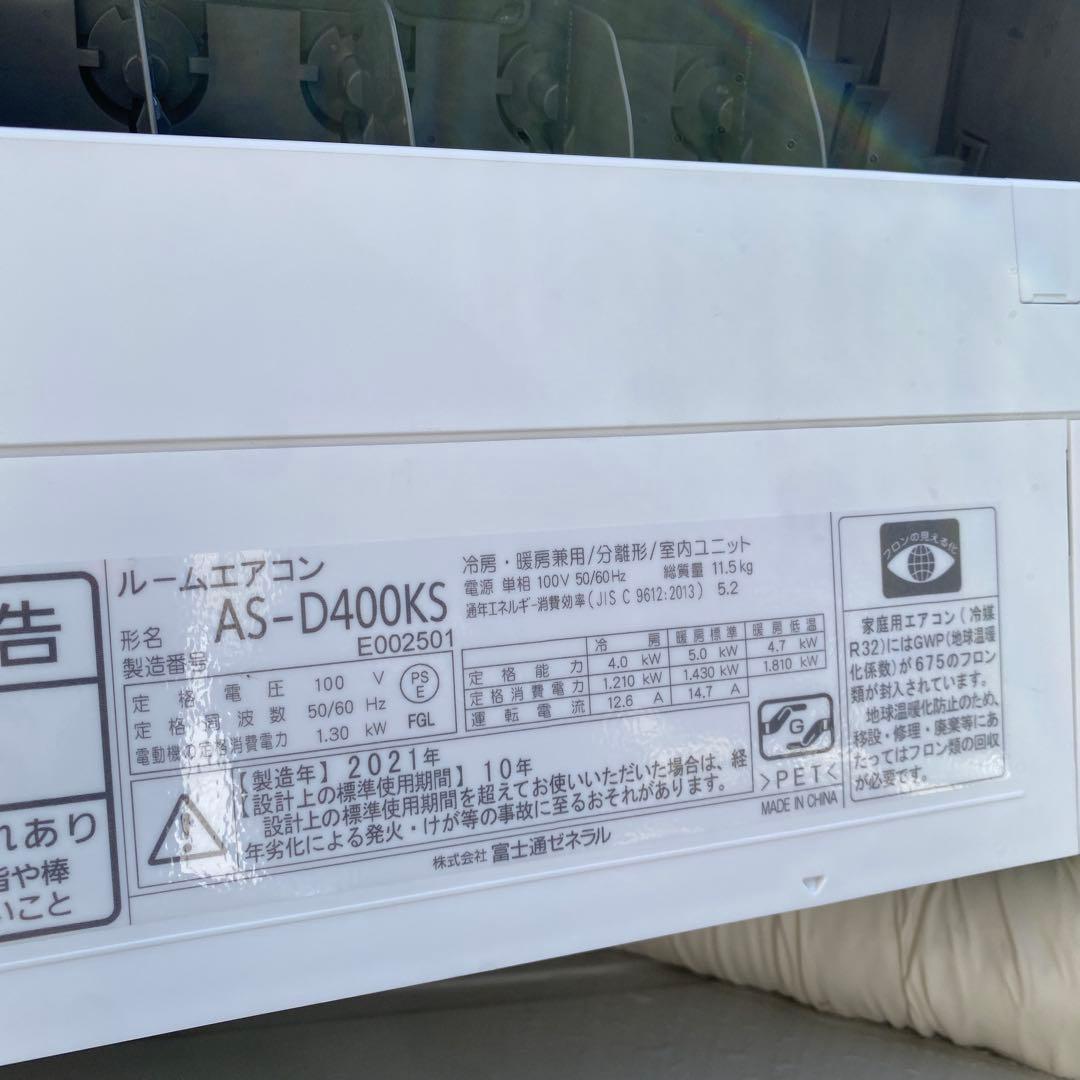 告
れあり
指や棒
いこと
ルームエアコン
形名 AS-D400KS
製造番号 E002501
冷房・暖房兼用/分離形/室内ユニット
電源 単相 100V 50/60Hz 総質量 11.5kg
通年エネルギー消費効率(JIS C 9612:2013) 5.2
定格電圧 100 V
定格周波数 50/60 Hz
電動機の定格消費電力 1.30 kW
PS
E
FGL
冷房 暖房標準 暖房低温
定格能力 4.0 kW 5.0 kW 4.7 kW
定格消費電力 1.210 kW 1.430 kW 1.810 kW
運転電流 12.6 A 14.7 A
【製造年】2021年
【設計上の標準使用期間】10年
設計上の標準使用期間を超えてお使いいただいた場合は、経
年劣化による発火・けが等の事故に至るおそれがあります。
株式会社 富士通ゼネラル
G
>PET<
MADE IN CHINA
フロンの見える化
家庭用エアコン(冷媒
R32)にはGWP(地球温暖
化係数)が675のフロン
類が封入されています。
地球温暖化防止のため、
移設・修理・廃棄等にあ
たってはフロン類の回収
が必要です。